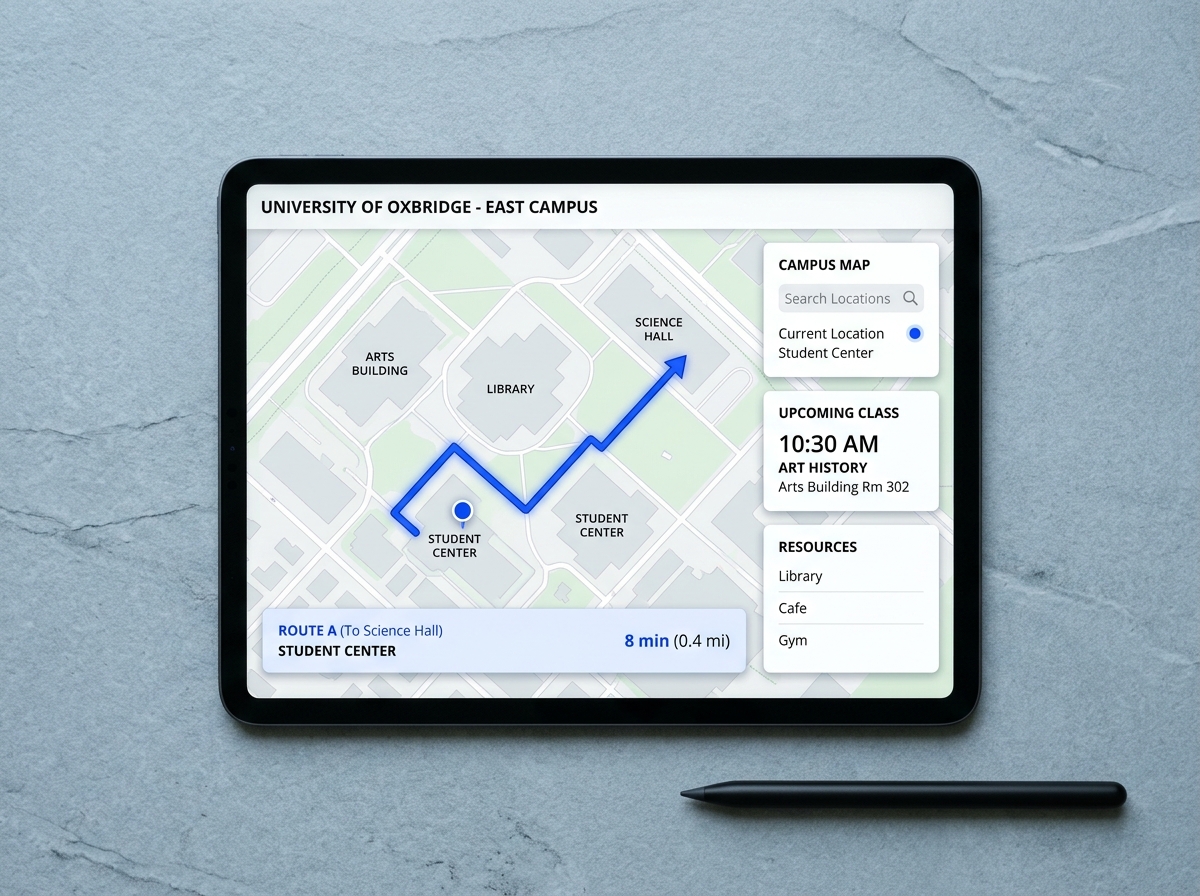 UNIVERSITY OF OXBRIDGE - EAST CAMPUS
ARTS
BUILDING
LIBRARY
SCIENCE
HALL
STUDENT
CENTER
STUDENT
CENTER
ROUTE A (To Science Hall)
STUDENT CENTER
8 min (0.4 mi)
CAMPUS MAP
Search Locations
Current Location
Student Center
UPCOMING CLASS
10:30 AM
ART HISTORY
Arts Building Rm 302
RESOURCES
Library
Cafe
Gym